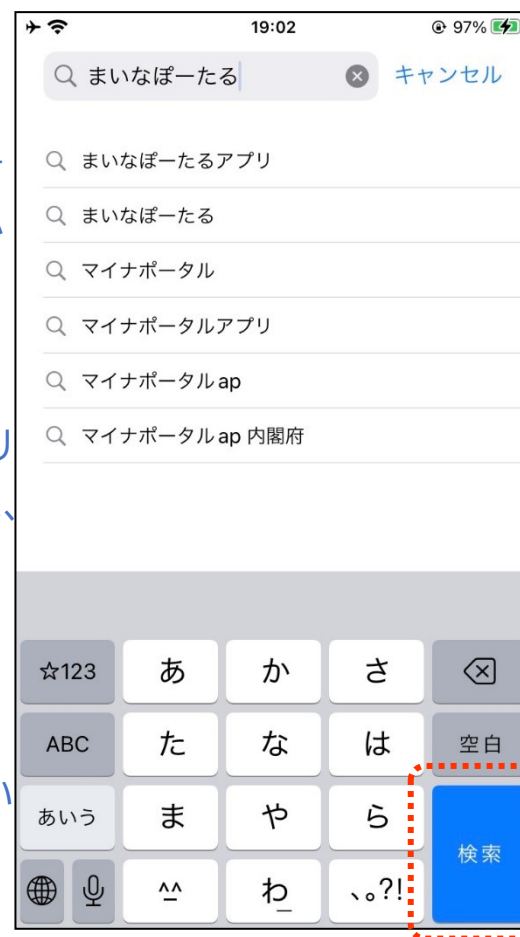 19:02
97%
まいなぽーたる
キャンセル
まいなぽーたるアプリ
まいなぽーたる
マイナポータル
マイナポータルアプリ
マイナポータル ap
マイナポータル ap 内閣府
☆123 あ か さ
ABC た な は 空白
あいう ま や ら 検索
^^ わ 、。?!